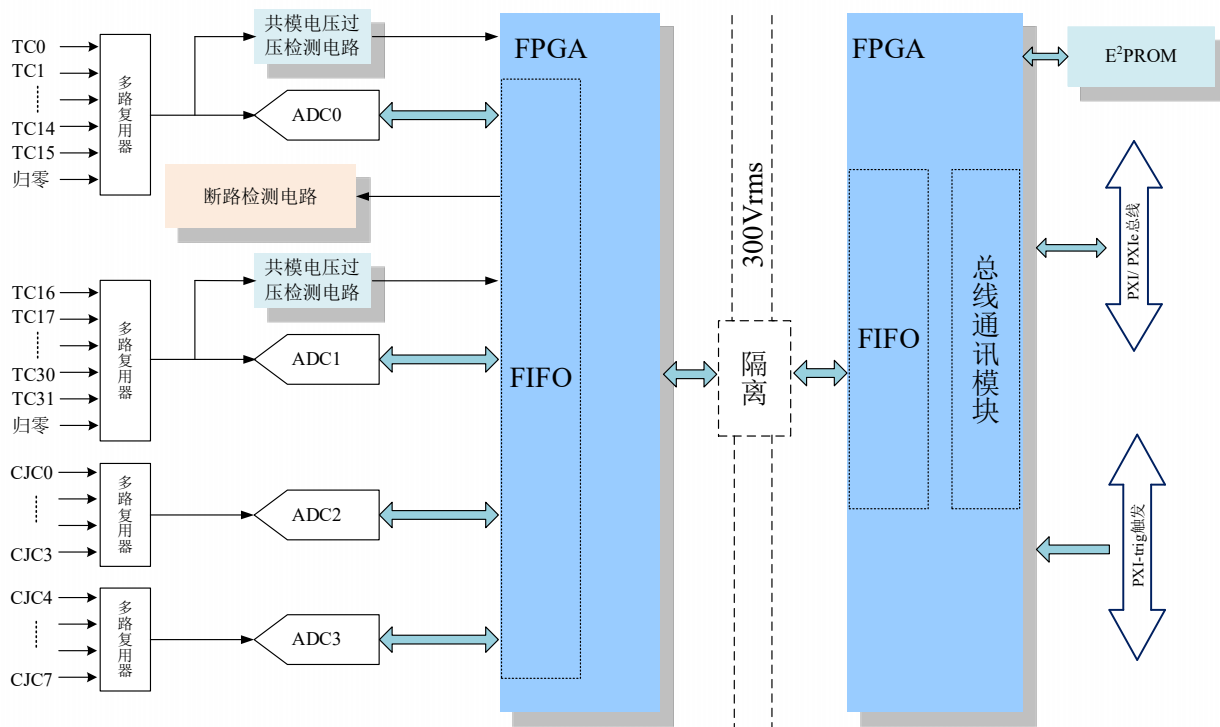 TC0
TC1
TC14
TC15
归零
多路复用器
共模电压过
压检测电路
ADC0
断路检测电路
TC16
TC17
TC30
TC31
归零
多路复用器
共模电压过
压检测电路
ADC1
CJC0
CJC3
多路复用器
ADC2
CJC4
CJC7
多路复用器
ADC3
FPGA
FIFO
300Vrms
隔离
FPGA
FIFO
总线通讯模块
E²PROM
PXI/ PXIe总线
PXI-trig触发